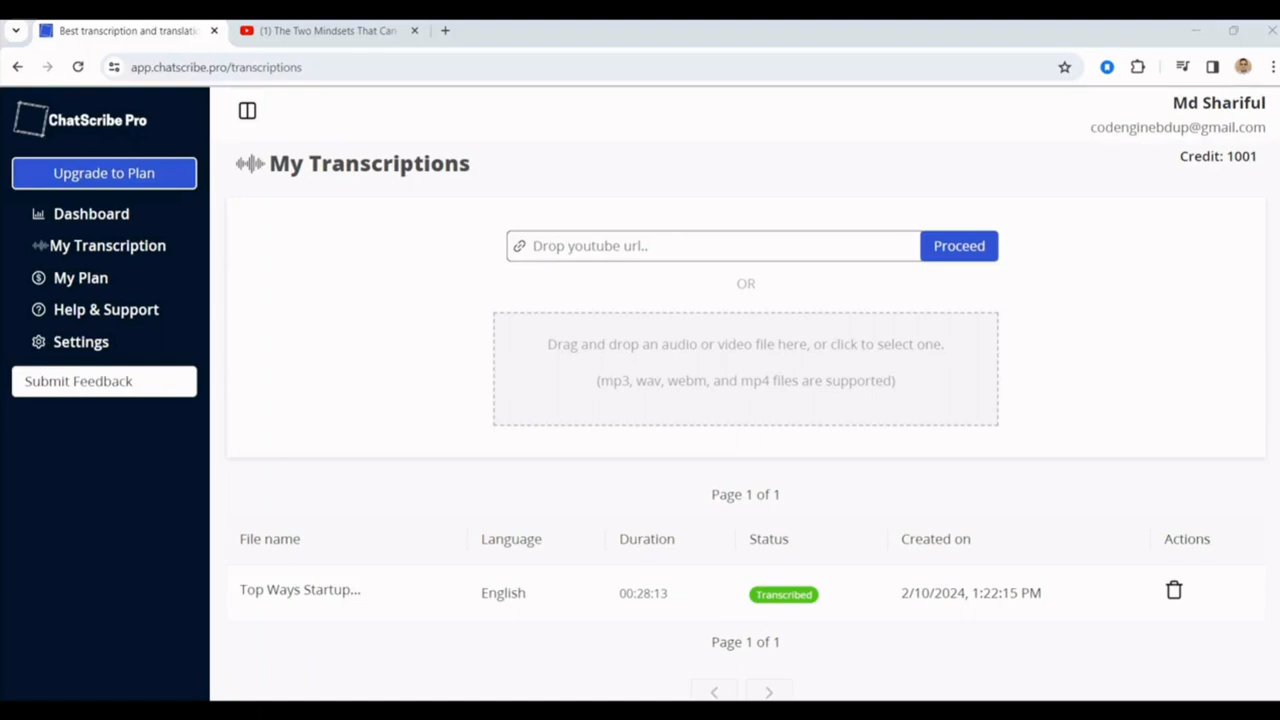 Best transcription and translatic
(1) The Two Mindsets That Can
app.chatscribe.pro/transcriptions
ChatScribe Pro
Upgrade to Plan
Dashboard
My Transcription
My Plan
Help & Support
Settings
Submit Feedback
Md Shariful
codenginebdup@gmail.com
Credit: 1001
My Transcriptions
Drop youtube url..
Proceed
OR
Drag and drop an audio or video file here, or click to select one.
(mp3, wav, webm, and mp4 files are supported)
Page 1 of 1
File name Language Duration Status Created on Actions
Top Ways Startup... English 00:28:13 Transcribed 2/10/2024, 1:22:15 PM
Page 1 of 1